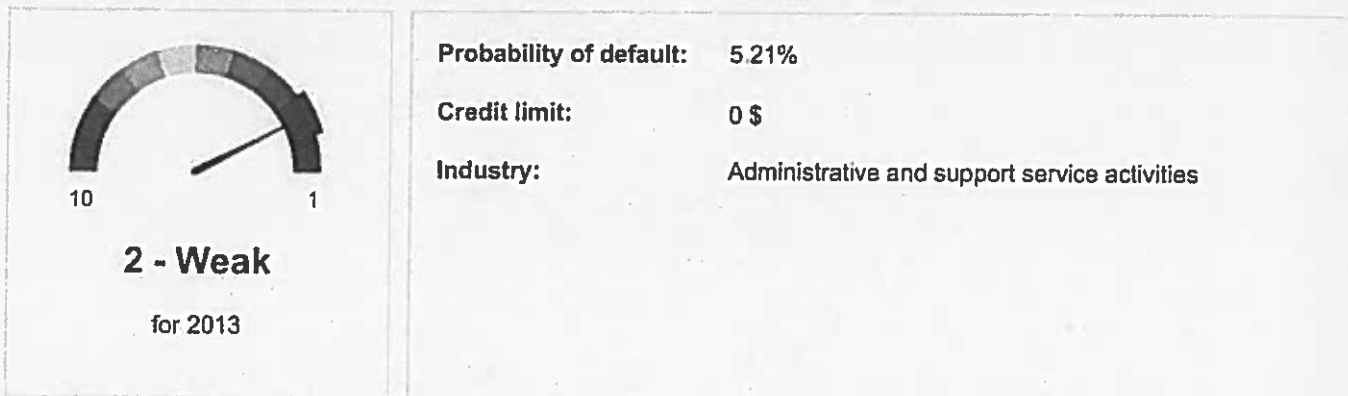 10
1
2 - Weak
for 2013
Probability of default: 5.21%
Credit limit: 0 $
Industry: Administrative and support service activities